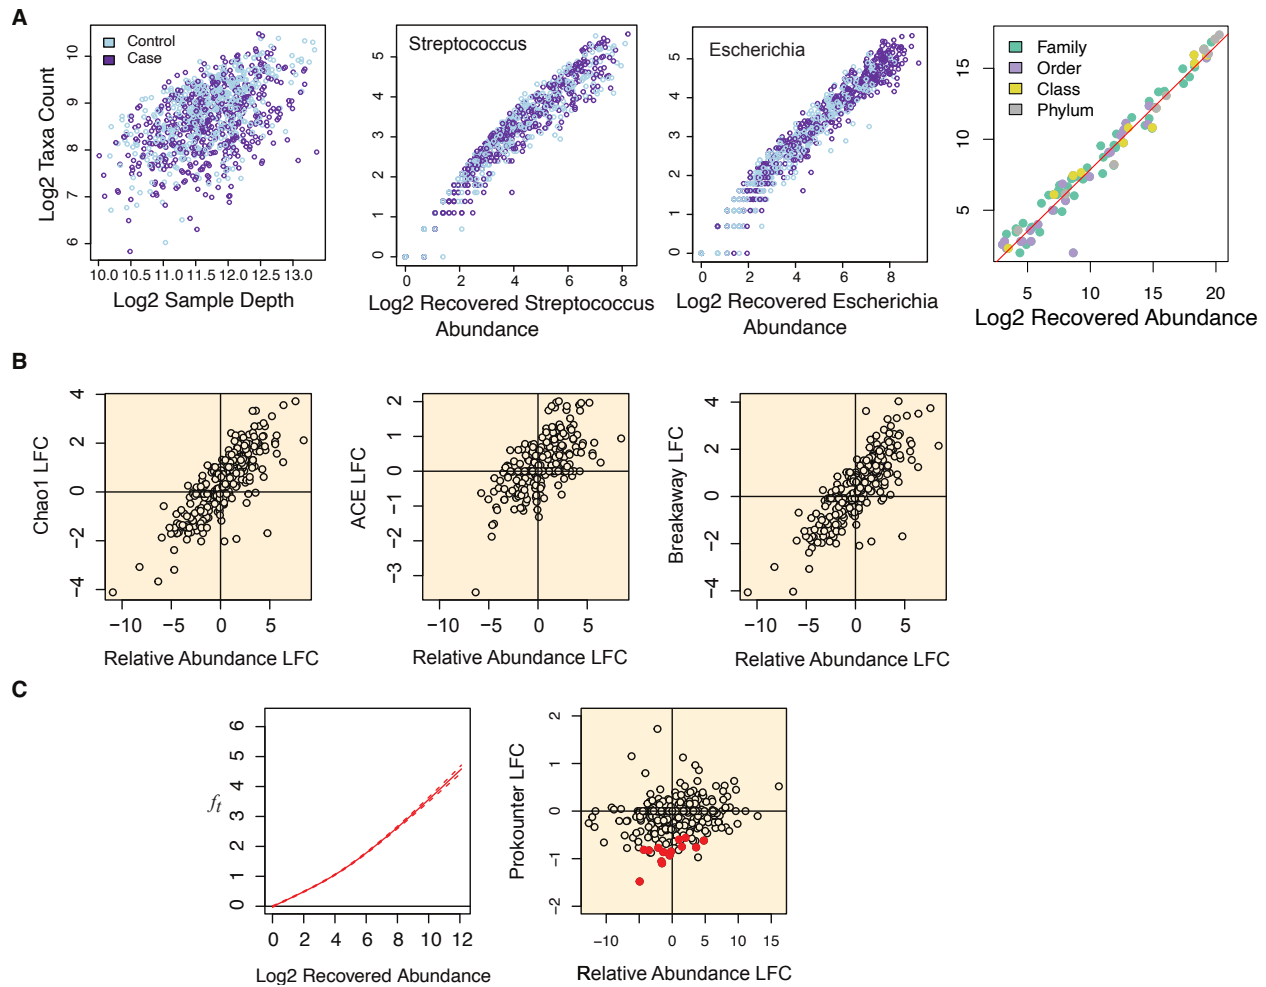 A
Control
Case
Log2 Taxa Count
10
9
8
7
6
10.0 10.5 11.0 11.5 12.0 12.5 13.0
Log2 Sample Depth
Streptococcus
5
4
3
2
1
0
0 2 4 6 8
Log2 Recovered Streptococcus
Abundance
Escherichia
5
4
3
2
1
0
0 2 4 6 8
Log2 Recovered Escherichia
Abundance
Family
Order
Class
Phylum
15
10
5
5 10 15 20
Log2 Recovered Abundance
B
Chao1 LFC
4
2
0
−2
−4
−10 −5 0 5
Relative Abundance LFC
ACE LFC
2
1
0
−1
−2
−3
−10 −5 0 5
Relative Abundance LFC
Breakaway LFC
4
2
0
−2
−4
−10 −5 0 5
Relative Abundance LFC
C
ft
6
5
4
3
2
1
0
0 2 4 6 8 10 12
Log2 Recovered Abundance
Prokounter LFC
2
1
0
−1
−2
−10 0 5 10 15
Relative Abundance LFC